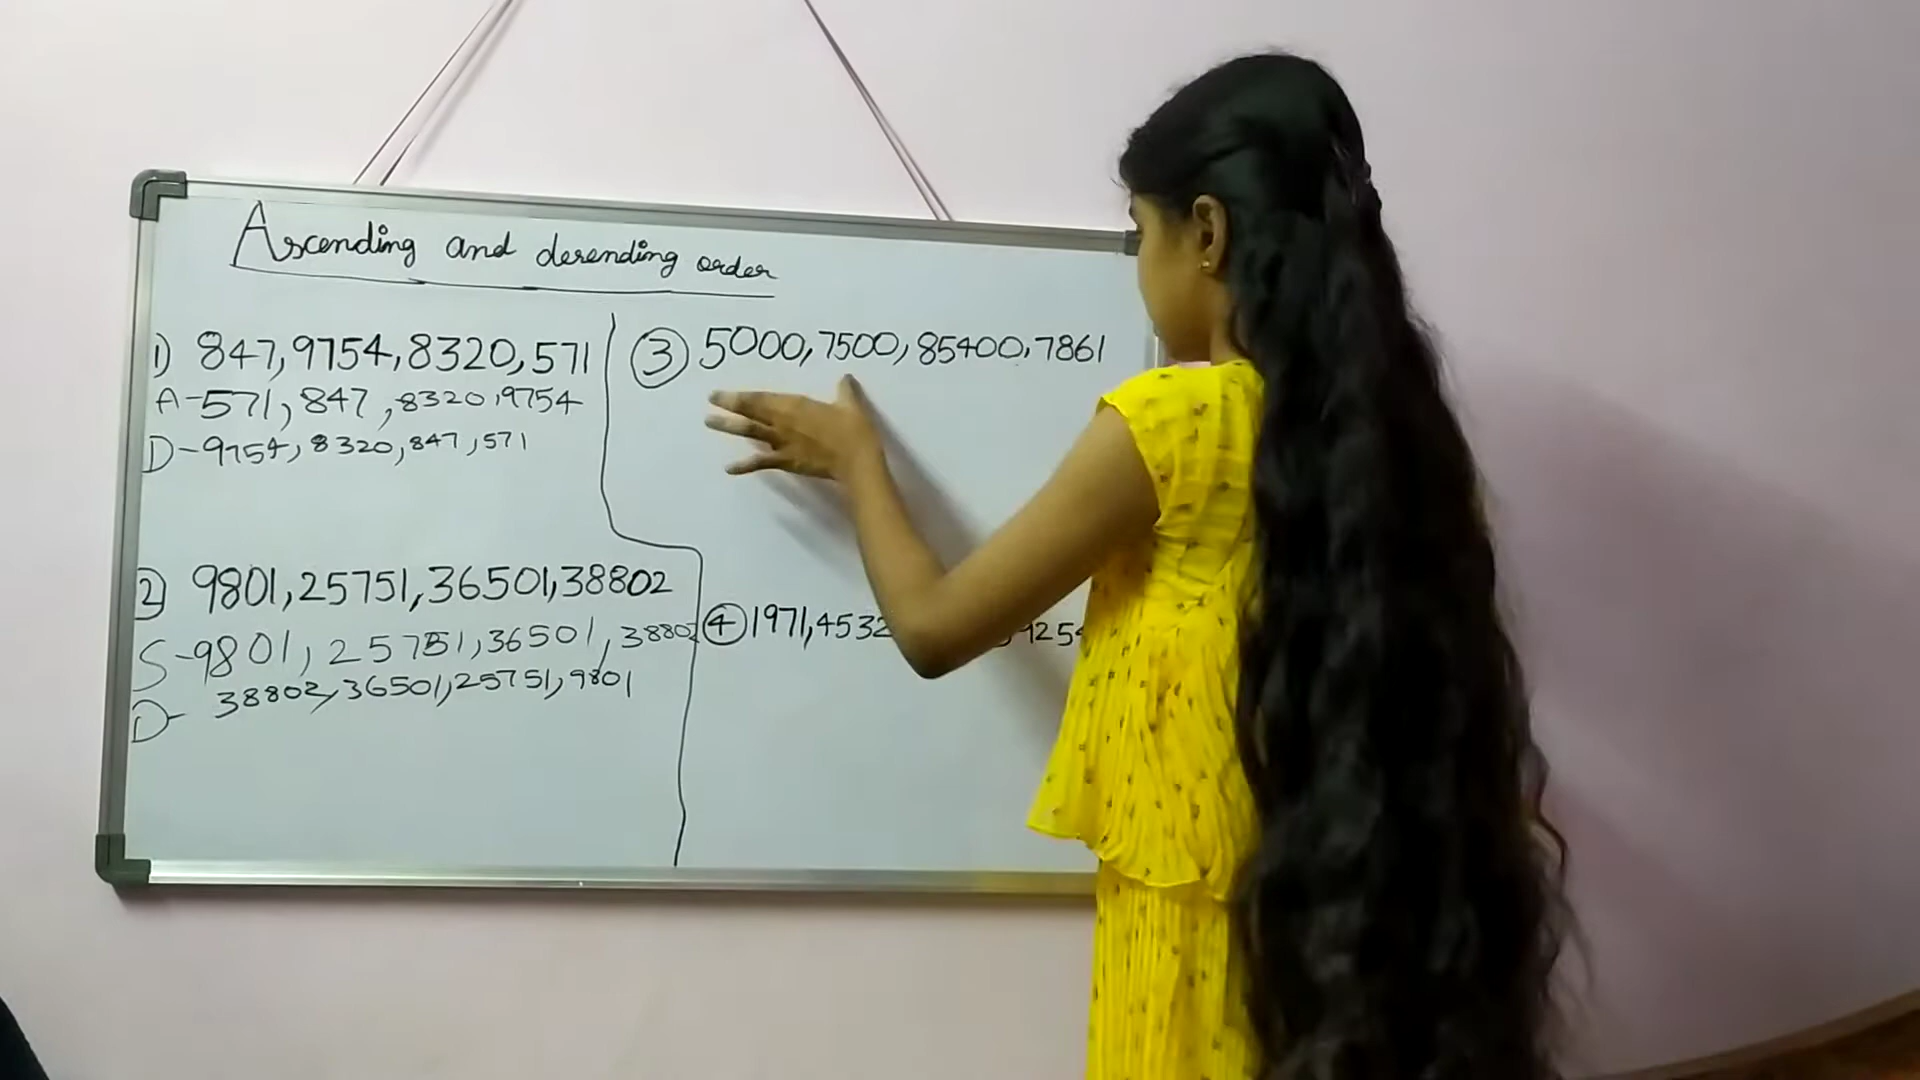 Ascending and desending order
1) 847,9754,8320,571
A-571,847,8320,9754
D-9754,8320,847,571
2) 9801,25751,36501,38802
S-9801,25751,36501,38802
D- 38802,36501,25751,9801
3 5000,7500,85400,7861
4 1971,4532